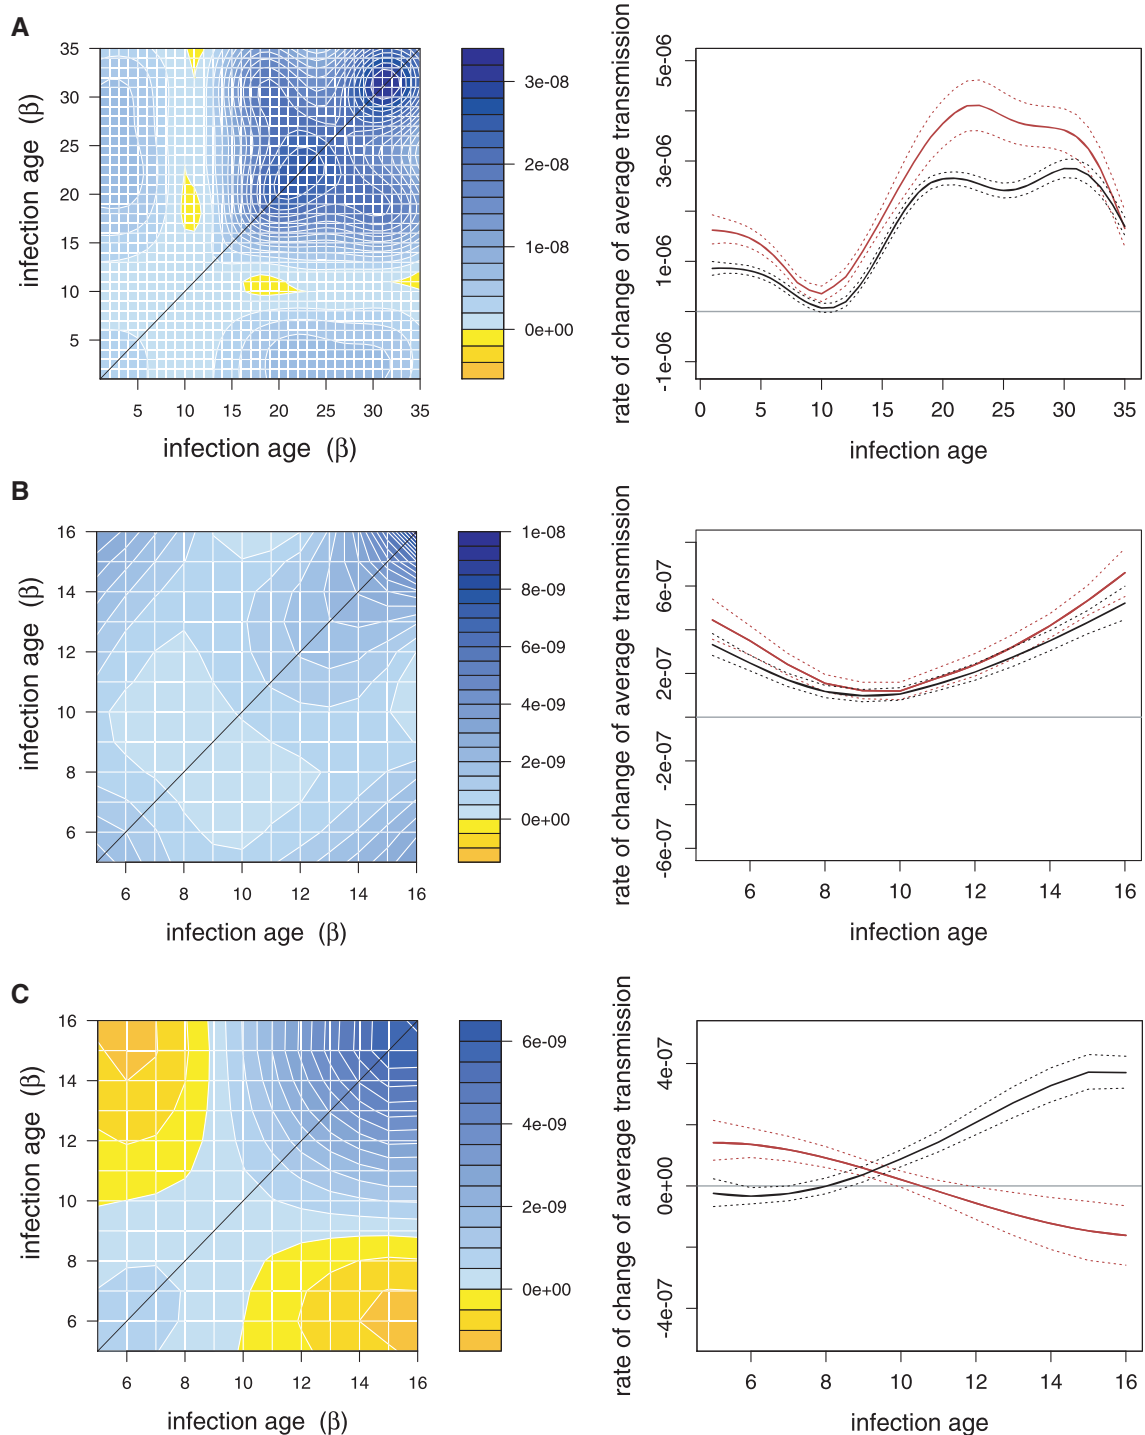 A
35
30
25
20
15
10
5
5 10 15 20 25 30 35
infection age (β)
infection age (β)
3e-08
2e-08
1e-08
0e+00
rate of change of average transmission
5e-06
3e-06
1e-06
-1e-06
0 5 10 15 20 25 30 35
infection age
B
16
14
12
10
8
6
6 8 10 12 14 16
infection age (β)
infection age (β)
1e-08
8e-09
6e-09
4e-09
2e-09
0e+00
rate of change of average transmission
6e-07
2e-07
-2e-07
-6e-07
6 8 10 12 14 16
infection age
C
16
14
12
10
8
6
6 8 10 12 14 16
infection age (β)
infection age (β)
6e-09
4e-09
2e-09
0e+00
rate of change of average transmission
4e-07
0e+00
-4e-07
6 8 10 12 14 16
infection age